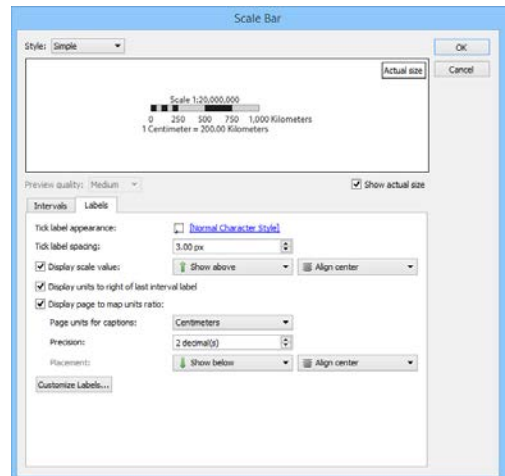 Scale Bar
Style: Simple
OK
Cancel
Actual size
Scale 1:20,000,000
0 250 500 750 1,000 Kilometers
1 Centimeter = 200.00 Kilometers
Preview quality: Medium
Show actual size
Intervals Labels
Tick label appearance: [Normal Character Style]
Tick label spacing: 3.00 px
Display scale value: Show above Align center
Display units to right of last interval label
Display page to map units ratio:
Page units for captions: Centimeters
Precision: 2 decimal(s)
Placement: Show below Align center
Customize Labels...